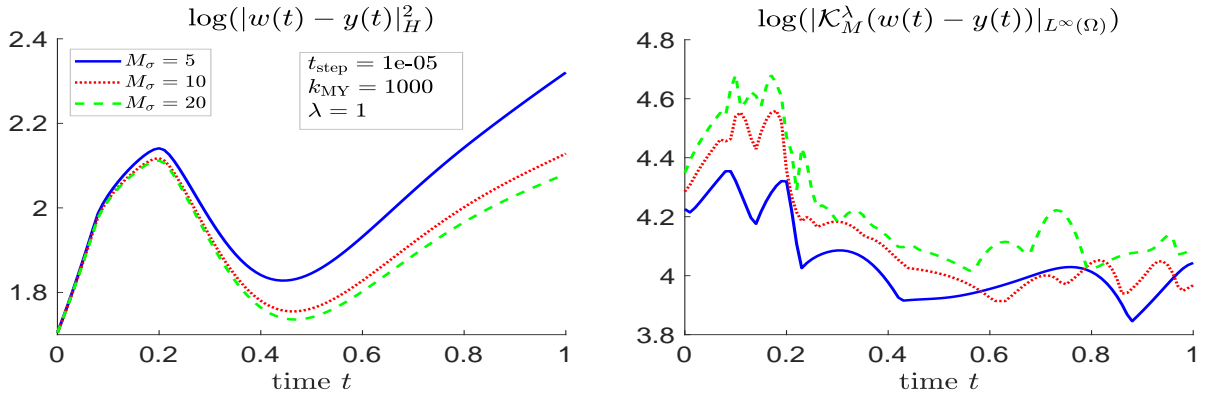 log(|w(t) − y(t)|²_H)
2.4
2.2
2
1.8
M_σ = 5
M_σ = 10
M_σ = 20
t_step = 1e-05
k_MY = 1000
λ = 1
0 0.2 0.4 0.6 0.8 1
time t
log(|𝒦_M^λ(w(t) − y(t))|_{L^∞(Ω)})
4.8
4.6
4.4
4.2
4
3.8
0 0.2 0.4 0.6 0.8 1
time t